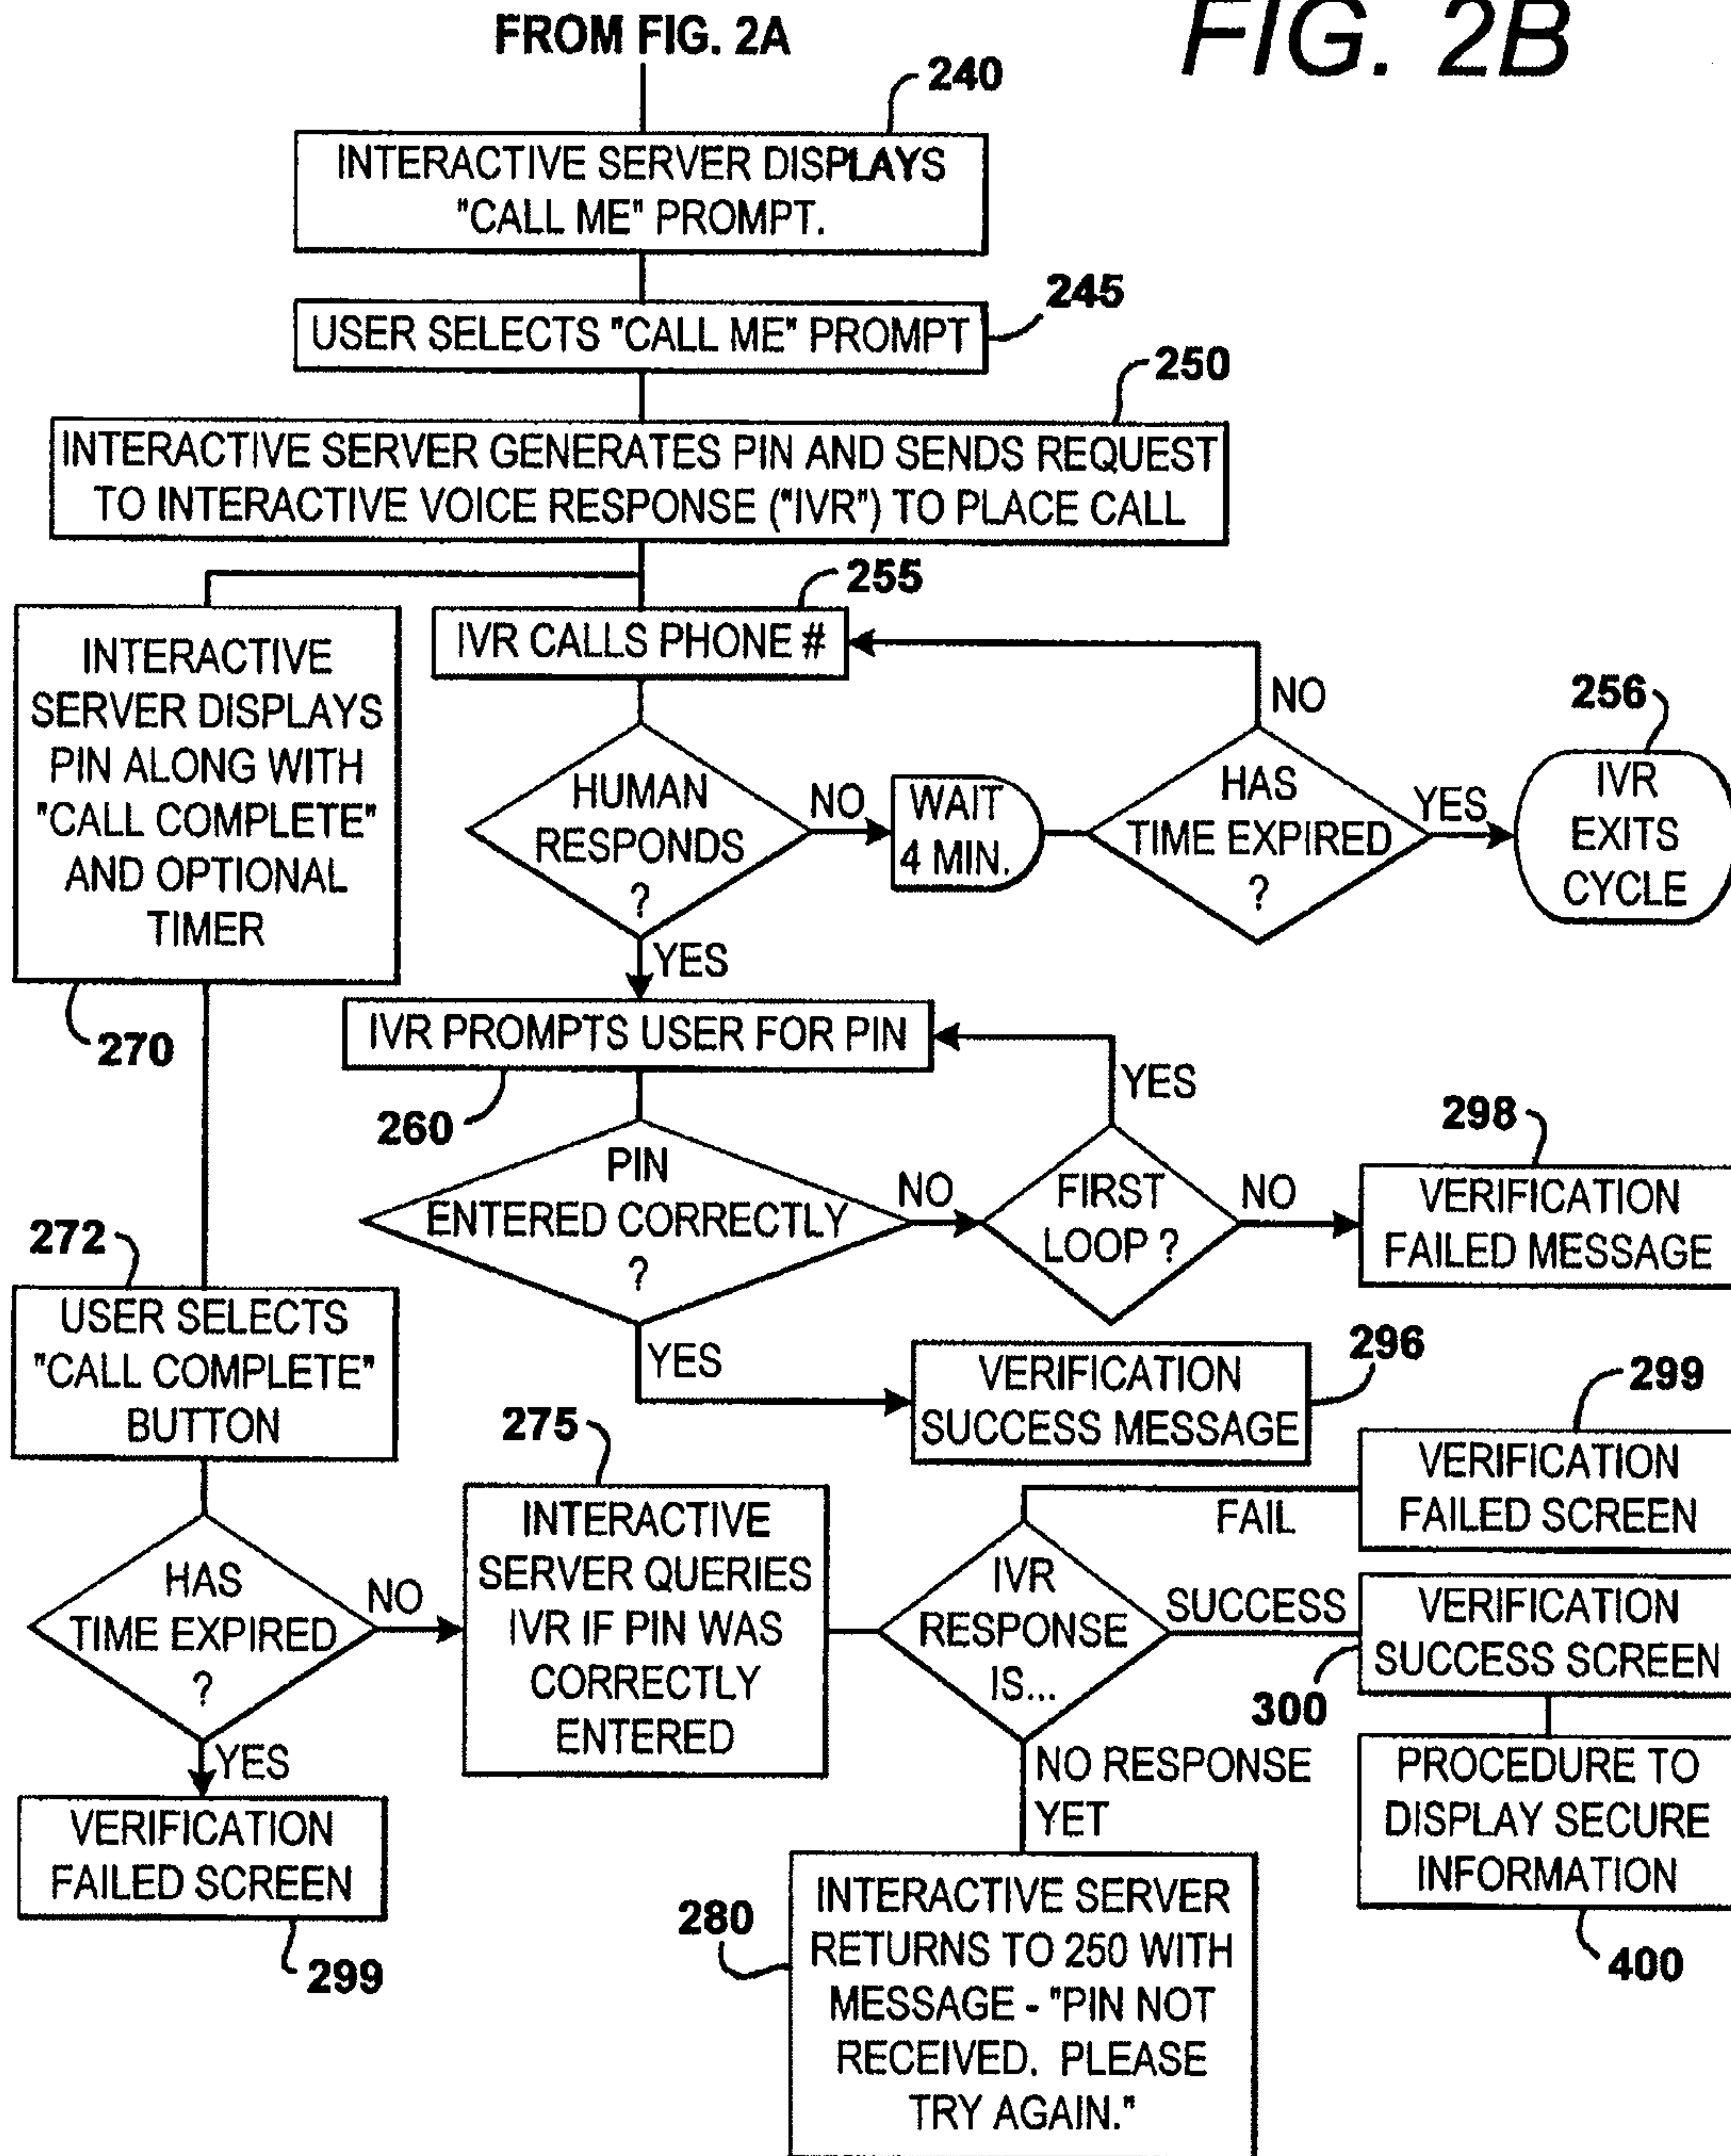 FROM FIG. 2A
FIG. 2B
240
INTERACTIVE SERVER DISPLAYS
"CALL ME" PROMPT.
245
USER SELECTS "CALL ME" PROMPT
250
INTERACTIVE SERVER GENERATES PIN AND SENDS REQUEST
TO INTERACTIVE VOICE RESPONSE ("IVR") TO PLACE CALL
255
IVR CALLS PHONE #
INTERACTIVE
SERVER DISPLAYS
PIN ALONG WITH
"CALL COMPLETE"
AND OPTIONAL
TIMER
270
HUMAN
RESPONDS
?
NO
WAIT
4 MIN.
HAS
TIME EXPIRED
?
NO
YES
256
IVR
EXITS
CYCLE
YES
IVR PROMPTS USER FOR PIN
260
PIN
ENTERED CORRECTLY
?
NO
FIRST
LOOP ?
YES
NO
298
VERIFICATION
FAILED MESSAGE
YES
VERIFICATION
SUCCESS MESSAGE
296
272
USER SELECTS
"CALL COMPLETE"
BUTTON
HAS
TIME EXPIRED
?
NO
YES
VERIFICATION
FAILED SCREEN
299
275
INTERACTIVE
SERVER QUERIES
IVR IF PIN WAS
CORRECTLY
ENTERED
IVR
RESPONSE
IS...
FAIL
299
VERIFICATION
FAILED SCREEN
SUCCESS
VERIFICATION
SUCCESS SCREEN
300
PROCEDURE TO
DISPLAY SECURE
INFORMATION
400
NO RESPONSE
YET
280
INTERACTIVE SERVER
RETURNS TO 250 WITH
MESSAGE - "PIN NOT
RECEIVED. PLEASE
TRY AGAIN."